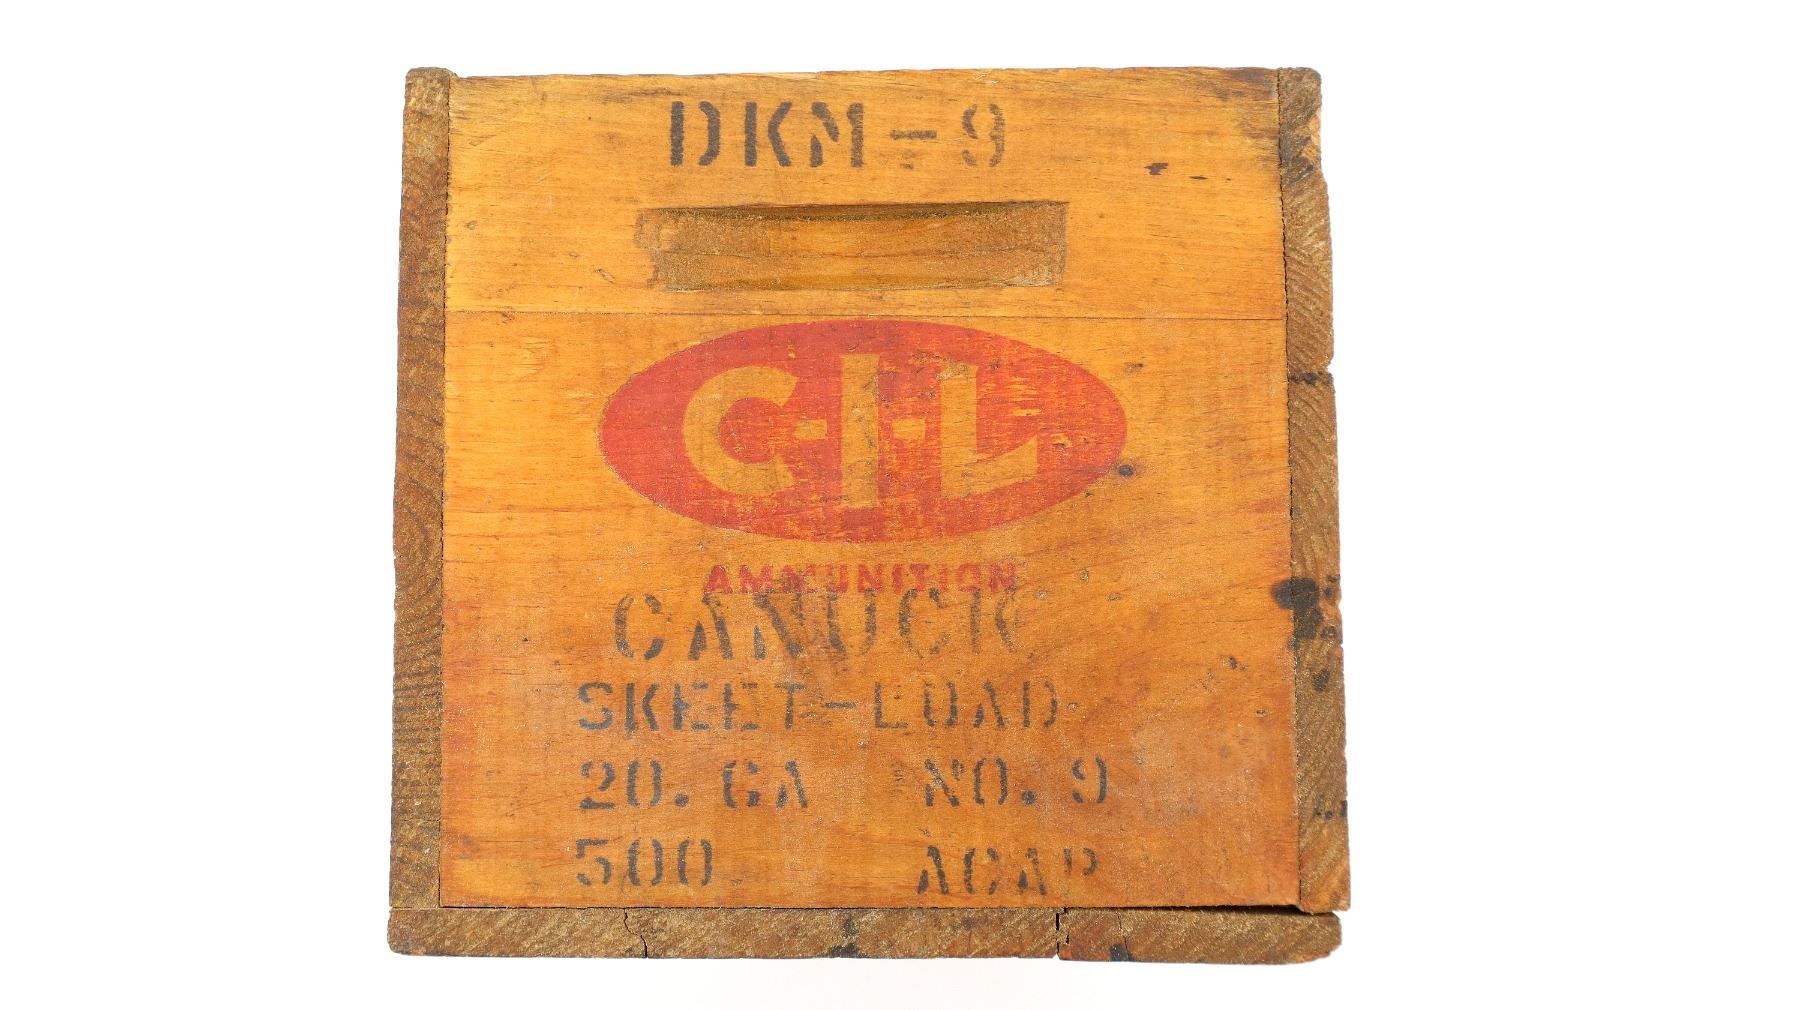 DKM-9
C-I-L
AMMUNITION
CANUCK
SKEET-LOAD
20. GA NO. 9
500 ACAP